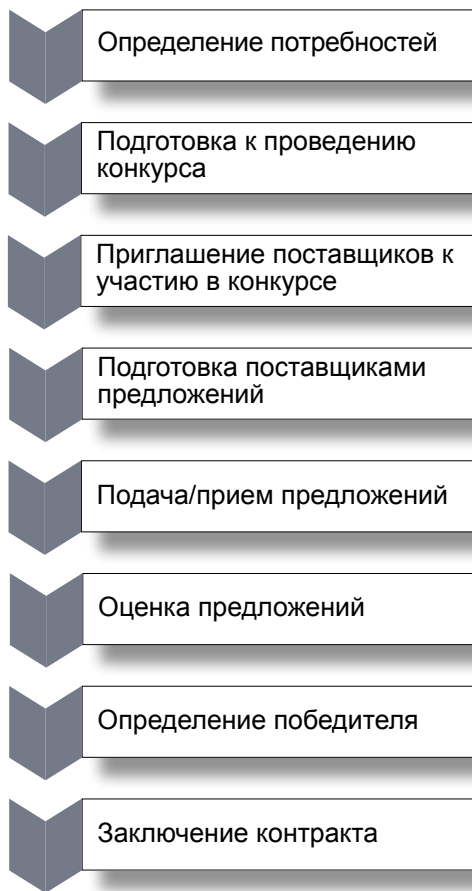 Определение потребностей
Подготовка к проведению
конкурса
Приглашение поставщиков к
участию в конкурсе
Подготовка поставщиками
предложений
Подача/прием предложений
Оценка предложений
Определение победителя
Заключение контракта